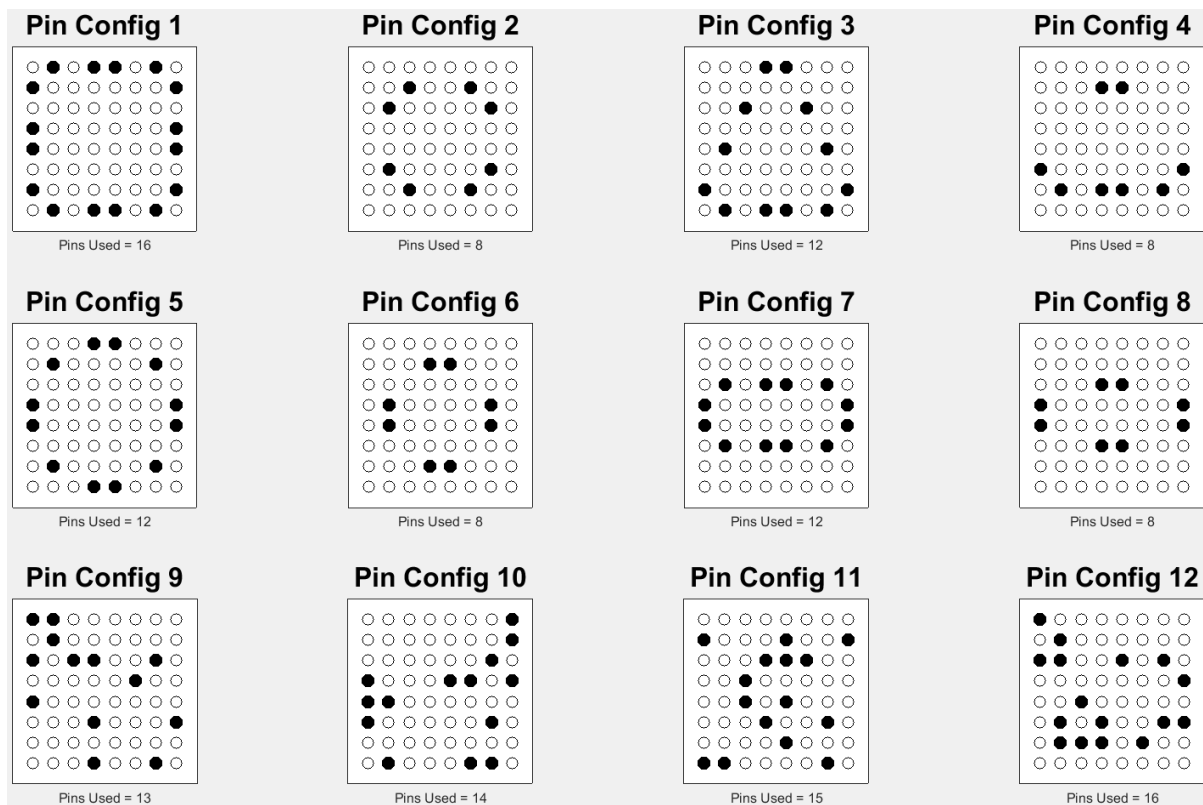 Pin Config 1
Pin Config 2
Pin Config 3
Pin Config 4
Pins Used = 16
Pins Used = 8
Pins Used = 12
Pins Used = 8
Pin Config 5
Pin Config 6
Pin Config 7
Pin Config 8
Pins Used = 12
Pins Used = 8
Pins Used = 12
Pins Used = 8
Pin Config 9
Pin Config 10
Pin Config 11
Pin Config 12
Pins Used = 13
Pins Used = 14
Pins Used = 15
Pins Used = 16